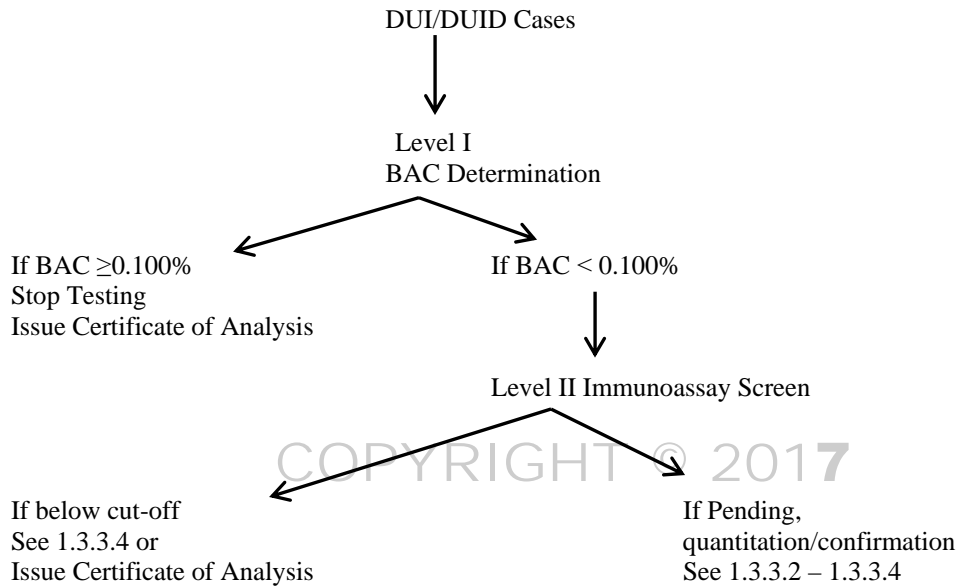 DUI/DUID Cases
Level I
BAC Determination
If BAC ≥0.100%
Stop Testing
Issue Certificate of Analysis
If BAC < 0.100%
Level II Immunoassay Screen
COPYRIGHT © 2017
If below cut-off
See 1.3.3.4 or
Issue Certificate of Analysis
If Pending,
quantitation/confirmation
See 1.3.3.2 – 1.3.3.4